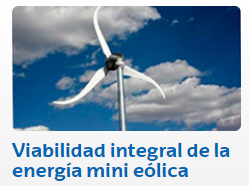 Viabilidad integral de la
energía mini eólica